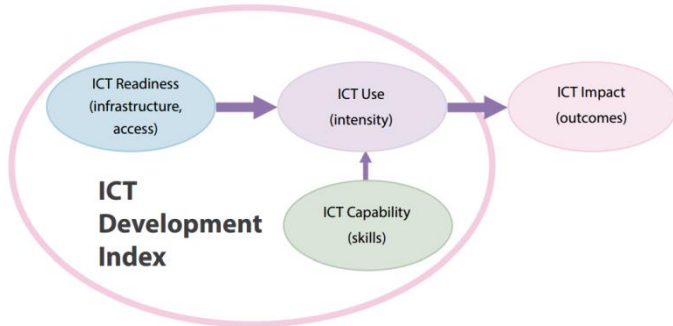 ICT Readiness
(infrastructure,
access)
ICT Use
(intensity)
ICT Impact
(outcomes)
ICT
Development
Index
ICT Capability
(skills)